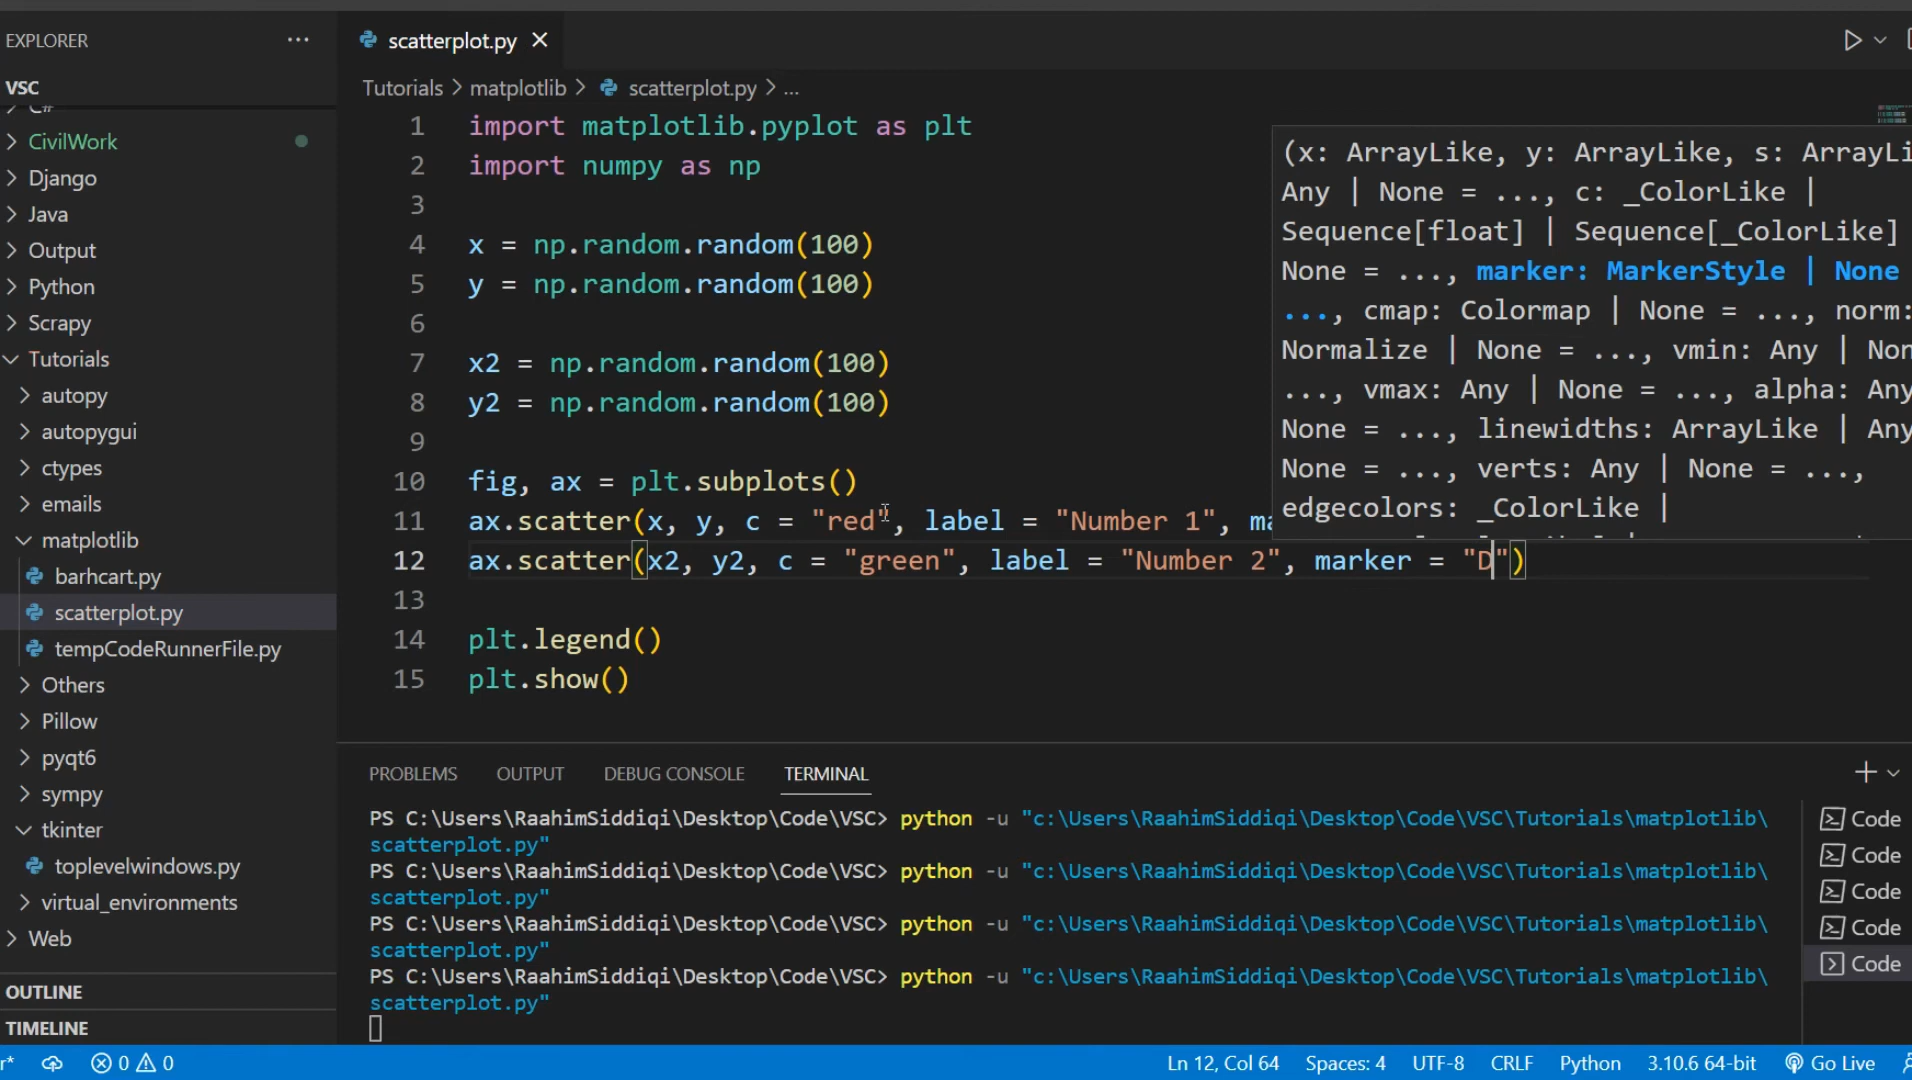 EXPLORER
scatterplot.py
VSC
C#
CivilWork
Django
Java
Output
Python
Scrapy
Tutorials
autopy
autopygui
ctypes
emails
matplotlib
barhcart.py
scatterplot.py
tempCodeRunnerFile.py
Others
Pillow
pyqt6
sympy
tkinter
toplevelwindows.py
virtual_environments
Web
OUTLINE
TIMELINE
Tutorials > matplotlib > scatterplot.py > ...
1 import matplotlib.pyplot as plt
2 import numpy as np
3
4 x = np.random.random(100)
5 y = np.random.random(100)
6
7 x2 = np.random.random(100)
8 y2 = np.random.random(100)
9
10 fig, ax = plt.subplots()
11 ax.scatter(x, y, c = "red", label = "Number 1", ma
12 ax.scatter(x2, y2, c = "green", label = "Number 2", marker = "D")
13
14 plt.legend()
15 plt.show()
(x: ArrayLike, y: ArrayLike, s: ArrayLi
Any | None = ..., c: _ColorLike |
Sequence[float] | Sequence[_ColorLike]
None = ..., marker: MarkerStyle | None
..., cmap: Colormap | None = ..., norm:
Normalize | None = ..., vmin: Any | Non
..., vmax: Any | None = ..., alpha: Any
None = ..., linewidths: ArrayLike | Any
None = ..., verts: Any | None = ...,
edgecolors: _ColorLike |
PROBLEMS OUTPUT DEBUG CONSOLE TERMINAL
PS C:\Users\RaahimSiddiqi\Desktop\Code\VSC> python -u "c:\Users\RaahimSiddiqi\Desktop\Code\VSC\Tutorials\matplotlib\
scatterplot.py"
PS C:\Users\RaahimSiddiqi\Desktop\Code\VSC> python -u "c:\Users\RaahimSiddiqi\Desktop\Code\VSC\Tutorials\matplotlib\
scatterplot.py"
PS C:\Users\RaahimSiddiqi\Desktop\Code\VSC> python -u "c:\Users\RaahimSiddiqi\Desktop\Code\VSC\Tutorials\matplotlib\
scatterplot.py"
PS C:\Users\RaahimSiddiqi\Desktop\Code\VSC> python -u "c:\Users\RaahimSiddiqi\Desktop\Code\VSC\Tutorials\matplotlib\
scatterplot.py"
Code
Code
Code
Code
Code
r* 0 0 Ln 12, Col 64 Spaces: 4 UTF-8 CRLF Python 3.10.6 64-bit Go Live